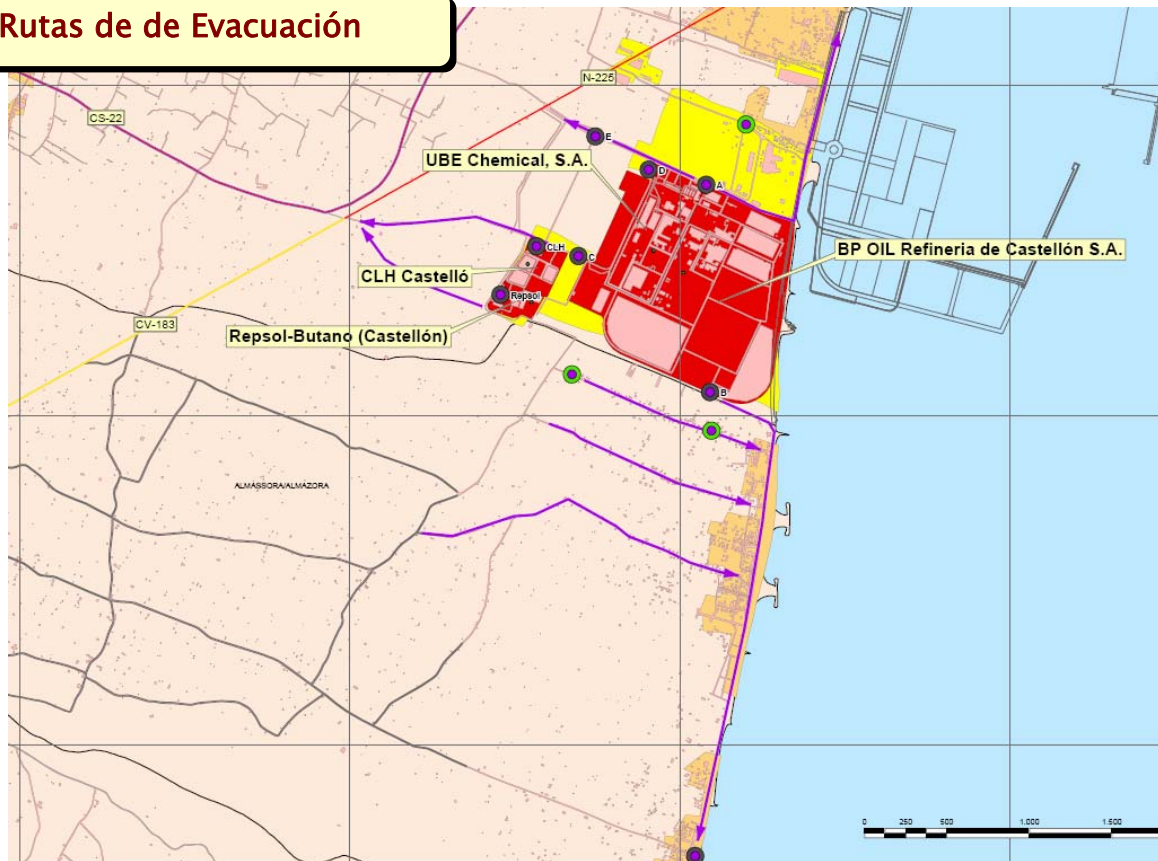 Rutas de de Evacuación
N-225
CS-22
E
UBE Chemical, S.A.
D
A
CLH
C
BP OIL Refineria de Castellón S.A.
CLH Castelló
Repsol
CV-183
Repsol-Butano (Castellón)
B
ALMASSORA/ALMAZORA
0 250 500 1.000 1.500